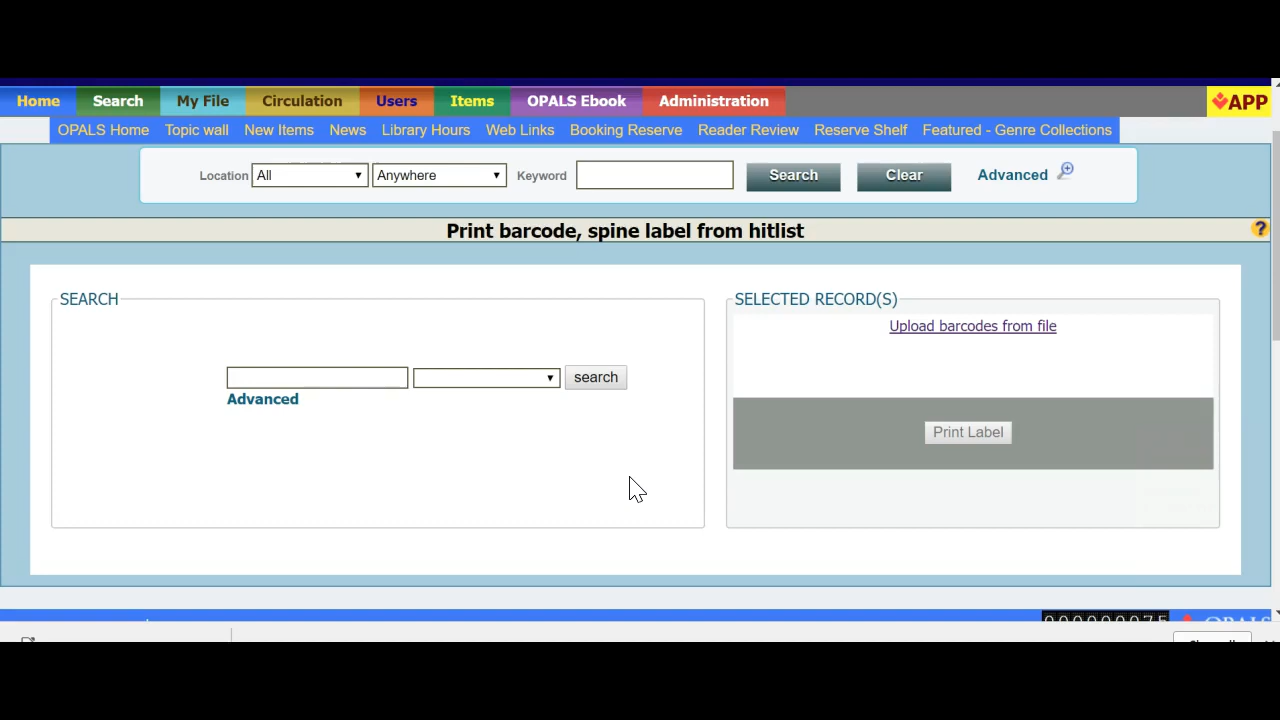 Home Search My File Circulation Users Items OPALS Ebook Administration APP
OPALS Home Topic wall New Items News Library Hours Web Links Booking Reserve Reader Review Reserve Shelf Featured - Genre Collections
Location All Anywhere Keyword Search Clear Advanced
Print barcode, spine label from hitlist ?
SEARCH
search
Advanced
SELECTED RECORD(S)
Upload barcodes from file
Print Label